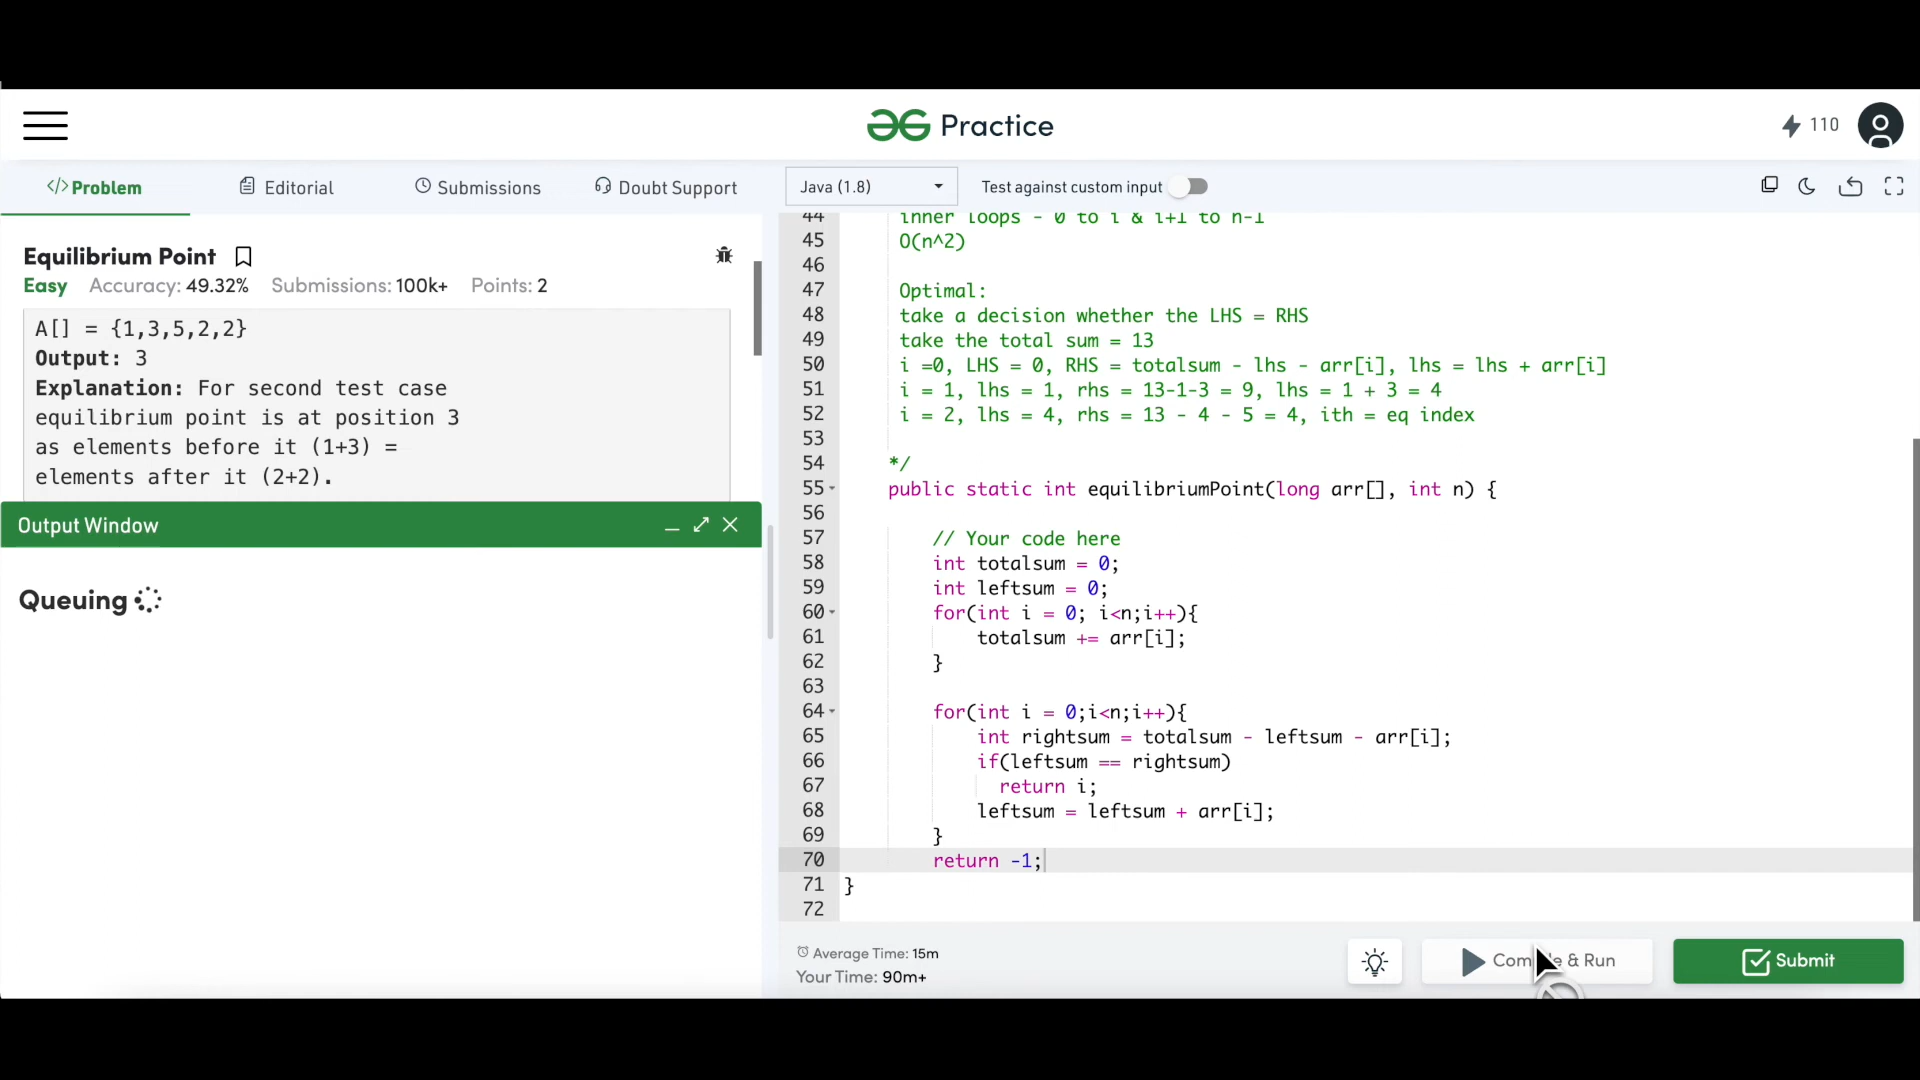 Practice
110
</>Problem
Editorial
Submissions
Doubt Support
Java (1.8)
Test against custom input
Equilibrium Point
Easy Accuracy: 49.32% Submissions: 100k+ Points: 2
A[] = {1,3,5,2,2}
Output: 3
Explanation: For second test case
equilibrium point is at position 3
as elements before it (1+3) =
elements after it (2+2).
Output Window
Queuing
44 inner loops - 0 to i & i+1 to n-1
45 O(n^2)
46
47 Optimal:
48 take a decision whether the LHS = RHS
49 take the total sum = 13
50 i =0, LHS = 0, RHS = totalsum - lhs - arr[i], lhs = lhs + arr[i]
51 i = 1, lhs = 1, rhs = 13-1-3 = 9, lhs = 1 + 3 = 4
52 i = 2, lhs = 4, rhs = 13 - 4 - 5 = 4, ith = eq index
53
54 */
55 public static int equilibriumPoint(long arr[], int n) {
56
57 // Your code here
58 int totalsum = 0;
59 int leftsum = 0;
60 for(int i = 0; i<n;i++){
61 totalsum += arr[i];
62 }
63
64 for(int i = 0;i<n;i++){
65 int rightsum = totalsum - leftsum - arr[i];
66 if(leftsum == rightsum)
67 return i;
68 leftsum = leftsum + arr[i];
69 }
70 return -1;
71 }
72
Average Time: 15m
Your Time: 90m+
& Run
Submit